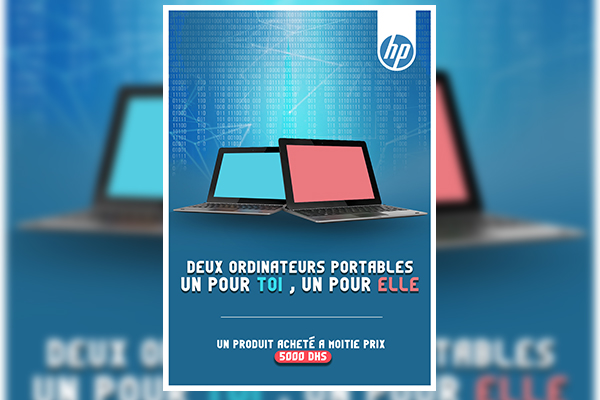 hp
DEUX ORDINATEURS PORTABLES
UN POUR TOI , UN POUR ELLE
UN PRODUIT ACHETÉ A MOITIE PRIX
5000 DHS